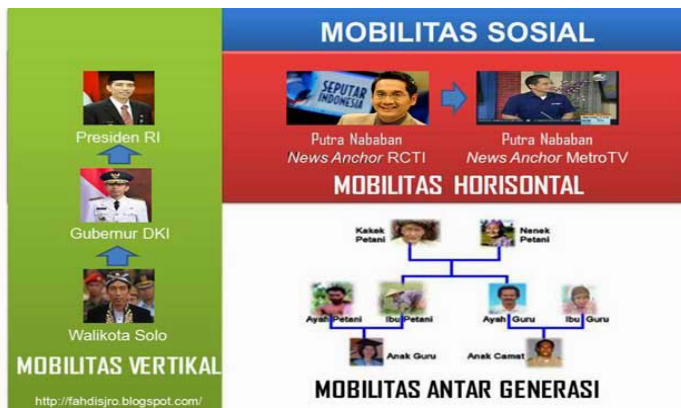 MOBILITAS SOSIAL
Presiden RI
Gubernur DKI
Walikota Solo
MOBILITAS VERTIKAL
http://fahdisjro.blogspot.com/
SEPUTAR
INDONESIA
Putra Nababan
News Anchor RCTI
Putra Nababan
News Anchor MetroTV
MOBILITAS HORISONTAL
Kakek
Petani
Nenek
Petani
Ayah Petani
Ibu Petani
Ayah Guru
Ibu Guru
Anak Guru
Anak Camat
MOBILITAS ANTAR GENERASI